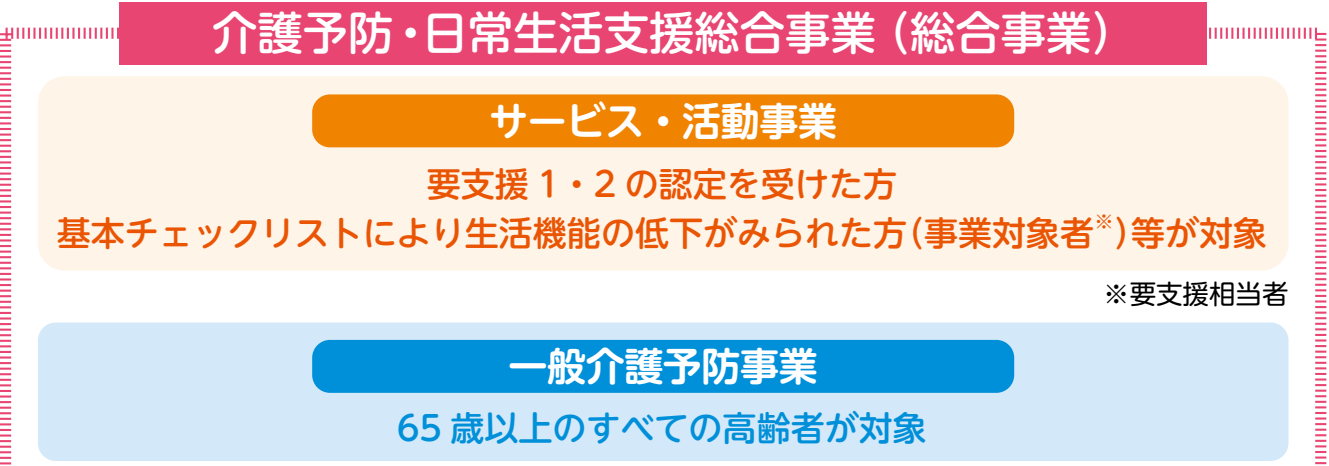 介護予防・日常生活支援総合事業（総合事業）
サービス・活動事業
要支援 1・2 の認定を受けた方
基本チェックリストにより生活機能の低下がみられた方(事業対象者※)等が対象
※要支援相当者
一般介護予防事業
65 歳以上のすべての高齢者が対象